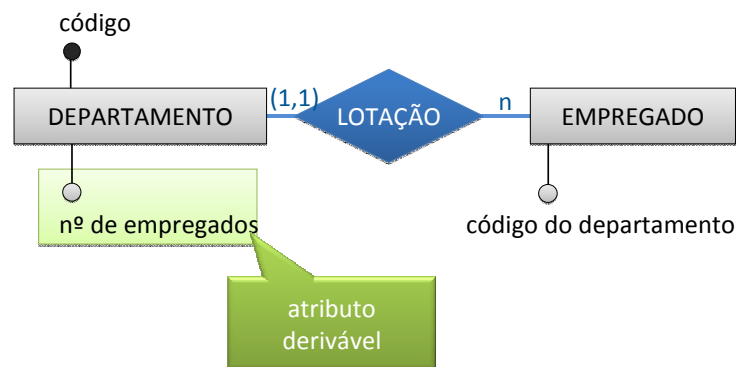 código
DEPARTAMENTO
(1,1)
LOTAÇÃO
n
EMPREGADO
nº de empregados
código do departamento
atributo
derivável